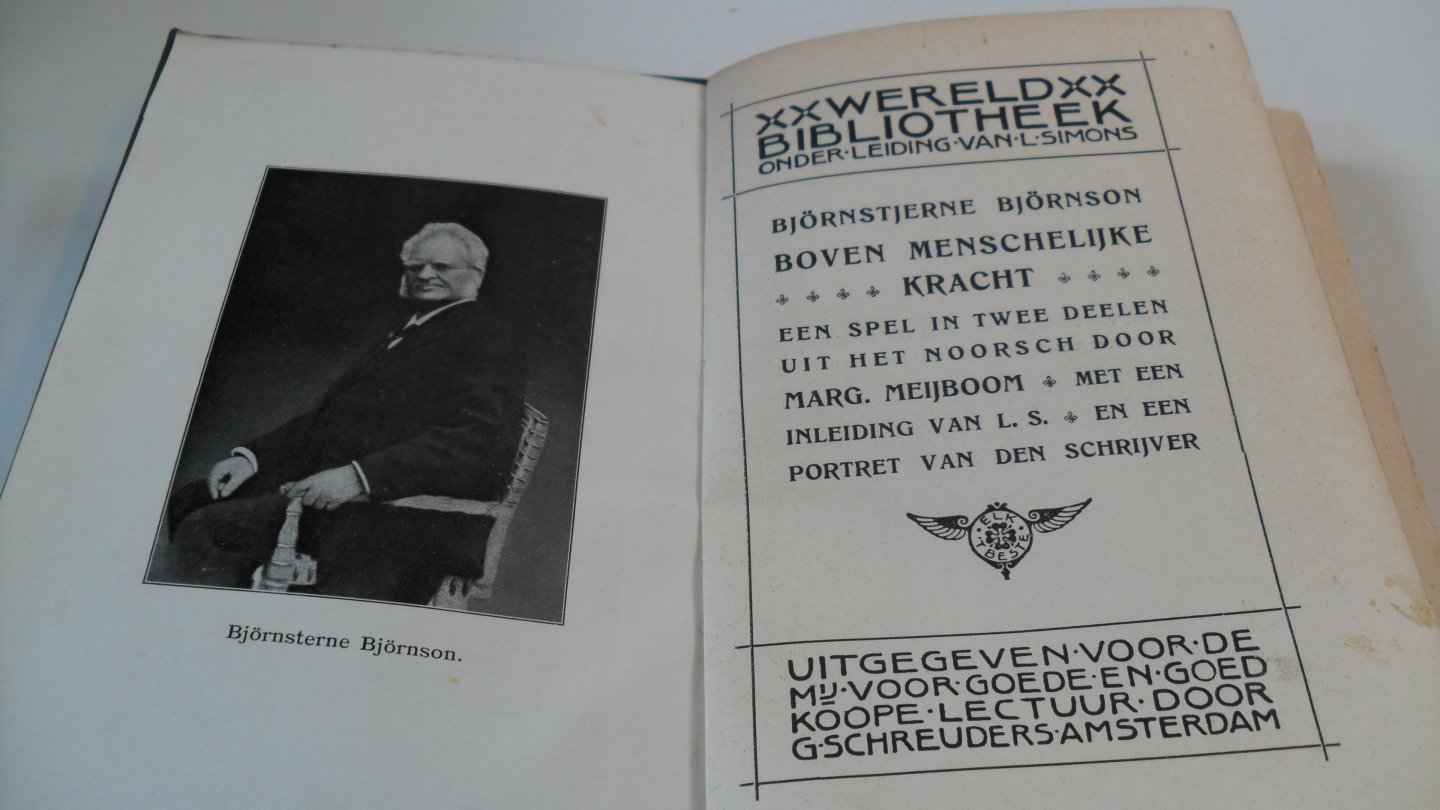 Björnsterne Björnson.
XXWERELDXX
BIBLIOTHEEK
ONDER·LEIDING·VAN·L·SIMONS
BJÖRNSTJERNE BJÖRNSON
BOVEN MENSCHELIJKE
KRACHT
EEN SPEL IN TWEE DEELEN
UIT HET NOORSCH DOOR
MARG. MEIJBOOM MET EEN
INLEIDING VAN L. S. EN EEN
PORTRET VAN DEN SCHRIJVER
ELK
'T BESTE
UITGEGEVEN·VOOR·DE
MIJ·VOOR·GOEDE·EN·GOED
KOOPE·LECTUUR·DOOR
G·SCHREUDERS·AMSTERDAM